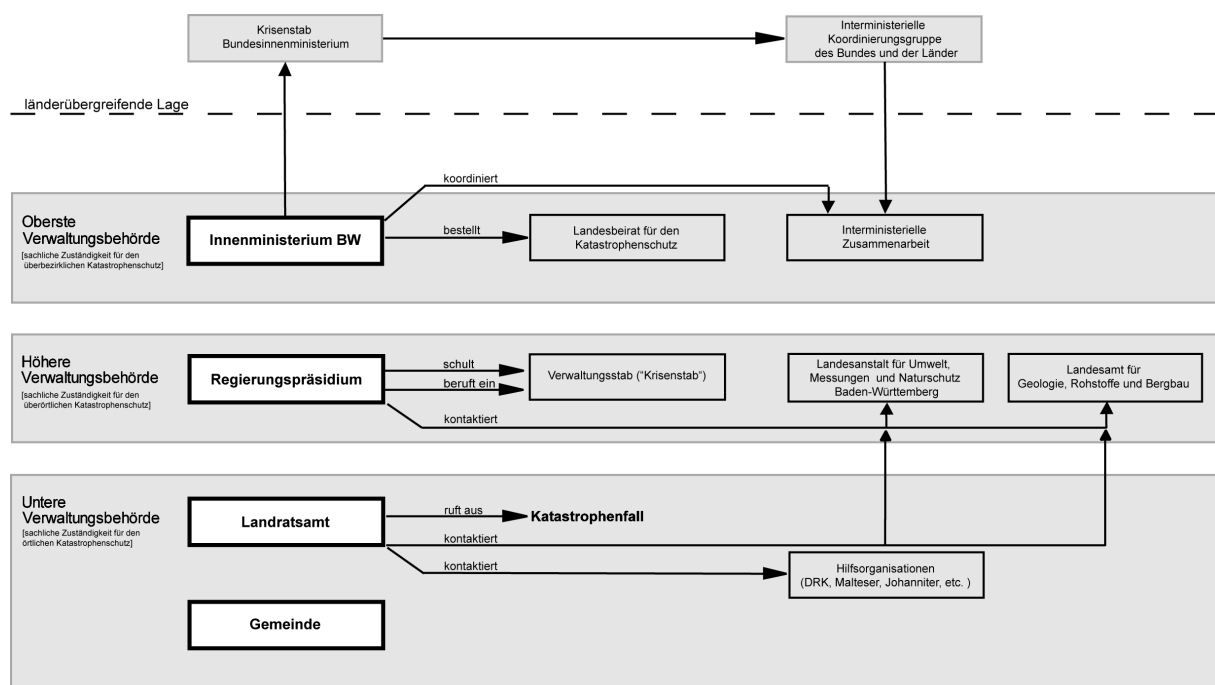 Krisenstab
Bundesinnenministerium
Interministerielle
Koordinierungsgruppe
des Bundes und der Länder
länderübergreifende Lage
koordiniert
Oberste
Verwaltungsbehörde
[sachliche Zuständigkeit für den
überbezirklichen Katastrophenschutz]
Innenministerium BW
bestellt
Landesbeirat für den
Katastrophenschutz
Interministerielle
Zusammenarbeit
Höhere
Verwaltungsbehörde
[sachliche Zuständigkeit für den
überörtlichen Katastrophenschutz]
Regierungspräsidium
schult
beruft ein
kontaktiert
Verwaltungsstab ("Krisenstab“)
Landesanstalt für Umwelt,
Messungen und Naturschutz
Baden-Württemberg
Landesamt für
Geologie, Rohstoffe und Bergbau
Untere
Verwaltungsbehörde
[sachliche Zuständigkeit für den
örtlichen Katastrophenschutz]
Landratsamt
ruft aus
Katastrophenfall
kontaktiert
kontaktiert
Hilfsorganisationen
(DRK, Malteser, Johanniter, etc. )
Gemeinde